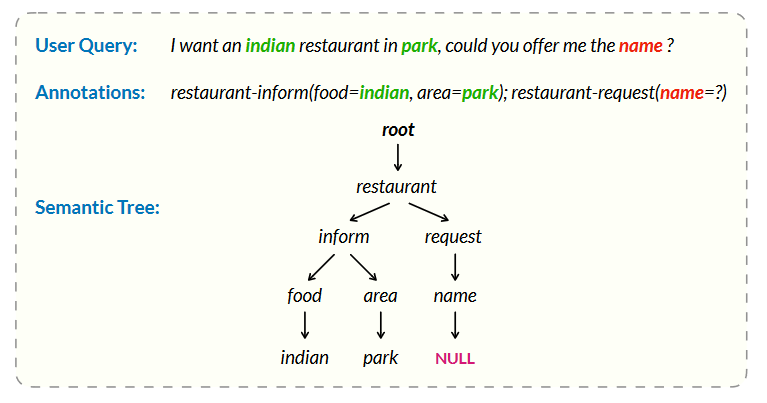 User Query: I want an indian restaurant in park, could you offer me the name ?
Annotations: restaurant-inform(food=indian, area=park); restaurant-request(name=?)
root
restaurant
Semantic Tree:
inform request
food area name
indian park NULL